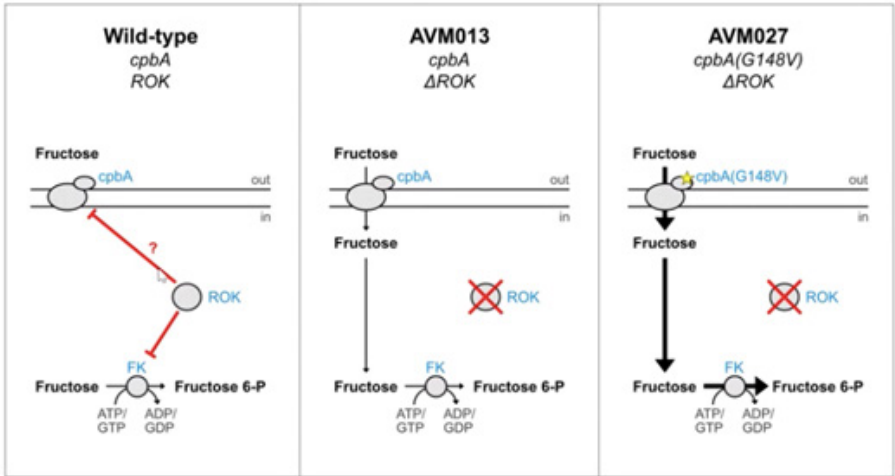 Wild-type
cpbA
ROK
Fructose
cpbA
out
in
?
ROK
FK
Fructose
Fructose 6-P
ATP/
GTP
ADP/
GDP
AVM013
cpbA
ΔROK
Fructose
cpbA
out
in
Fructose
ROK
FK
Fructose
Fructose 6-P
ATP/
GTP
ADP/
GDP
AVM027
cpbA(G148V)
ΔROK
Fructose
cpbA(G148V)
out
in
Fructose
ROK
FK
Fructose
Fructose 6-P
ATP/
GTP
ADP/
GDP